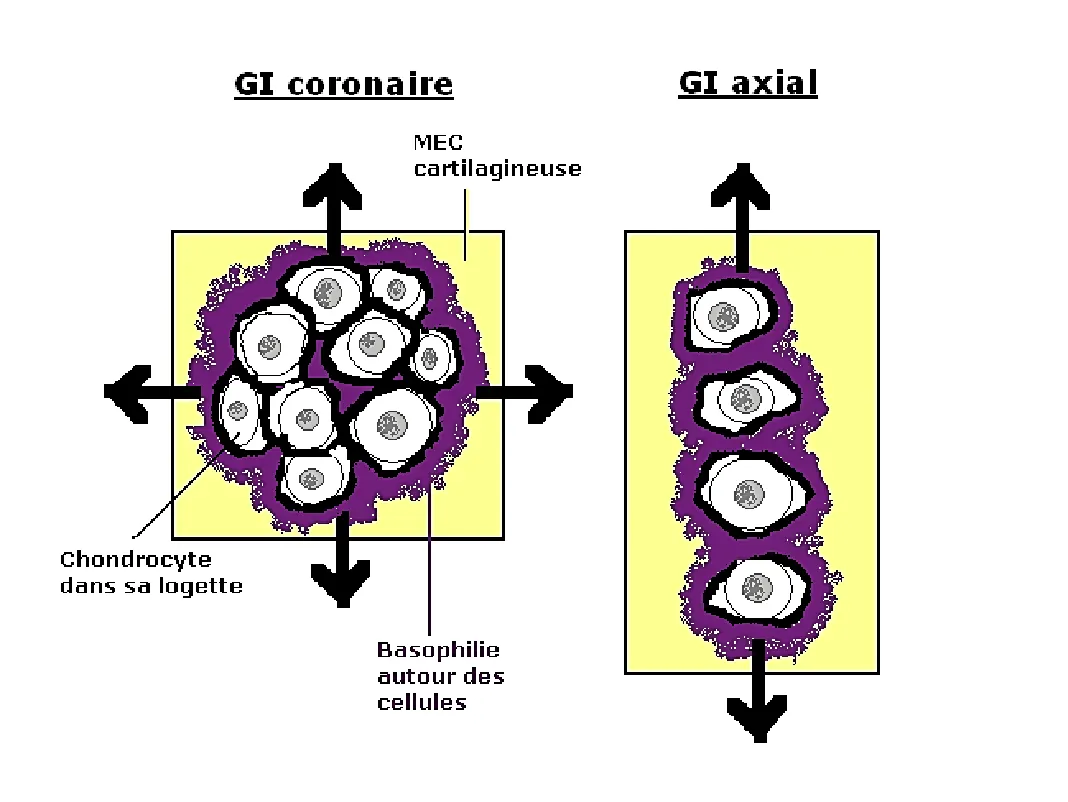 GI coronaire
GI axial
MEC
cartilagineuse
Chondrocyte
dans sa logette
Basophilie
autour des
cellules